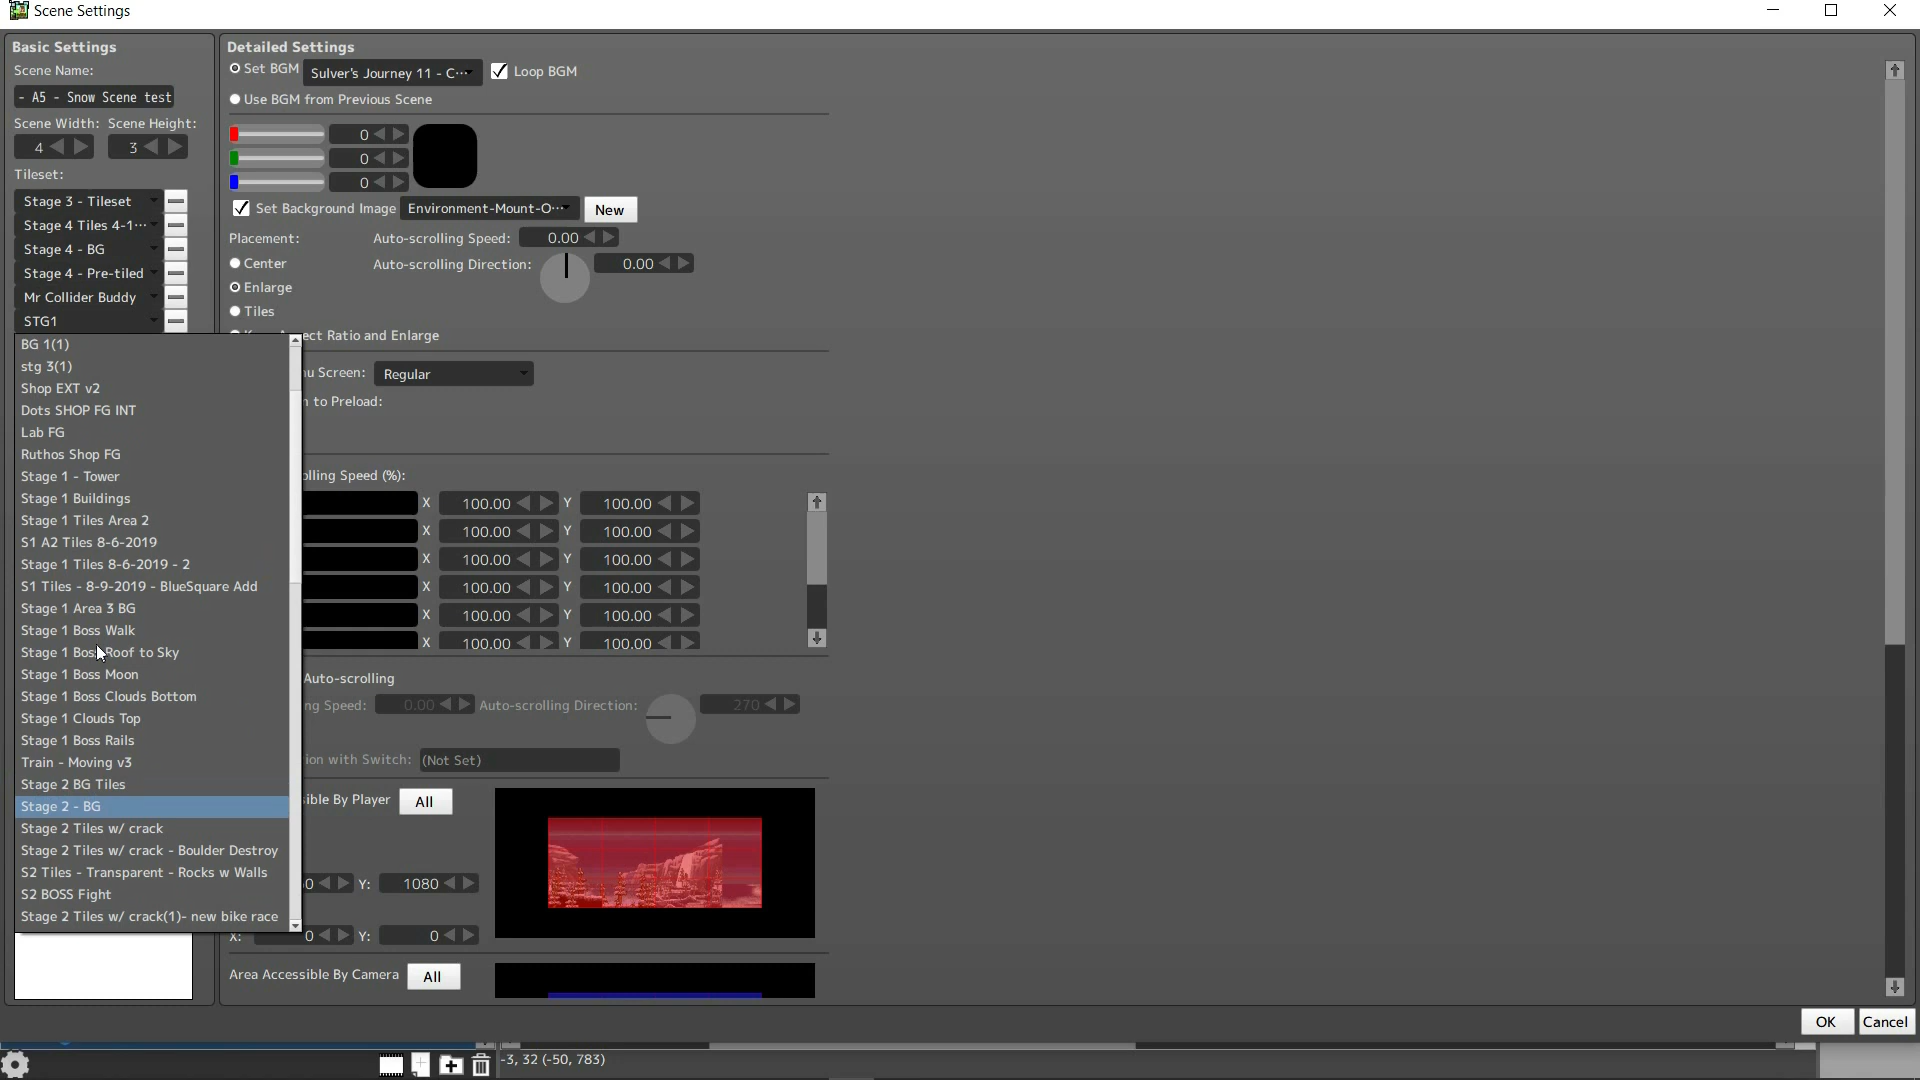 Scene Settings
Basic Settings
Scene Name:
- A5 - Snow Scene test
Scene Width: Scene Height:
4 3
Tileset:
Stage 3 - Tileset
Stage 4 Tiles 4-1···
Stage 4 - BG
Stage 4 - Pre-tiled
Mr Collider Buddy
STG1
BG 1(1)
stg 3(1)
Shop EXT v2
Dots SHOP FG INT
Lab FG
Ruthos Shop FG
Stage 1 - Tower
Stage 1 Buildings
Stage 1 Tiles Area 2
S1 A2 Tiles 8-6-2019
Stage 1 Tiles 8-6-2019 - 2
S1 Tiles - 8-9-2019 - BlueSquare Add
Stage 1 Area 3 BG
Stage 1 Boss Walk
Stage 1 Boss Roof to Sky
Stage 1 Boss Moon
Stage 1 Boss Clouds Bottom
Stage 1 Clouds Top
Stage 1 Boss Rails
Train - Moving v3
Stage 2 BG Tiles
Stage 2 - BG
Stage 2 Tiles w/ crack
Stage 2 Tiles w/ crack - Boulder Destroy
S2 Tiles - Transparent - Rocks w Walls
S2 BOSS Fight
Stage 2 Tiles w/ crack(1)- new bike race
Detailed Settings
Set BGM Sulver's Journey 11 - C··· Loop BGM
Use BGM from Previous Scene
0
0
0
Set Background Image Environment-Mount-O··· New
Placement: Auto-scrolling Speed: 0.00
Center Auto-scrolling Direction: 0.00
Enlarge
Tiles
ect Ratio and Enlarge
nu Screen: Regular
n to Preload:
olling Speed (%):
X 100.00 Y 100.00
X 100.00 Y 100.00
X 100.00 Y 100.00
X 100.00 Y 100.00
X 100.00 Y 100.00
X 100.00 Y 100.00
Auto-scrolling
ng Speed: 0.00 Auto-scrolling Direction: 270
ion with Switch: (Not Set)
ible By Player All
0 Y: 1080
X: 0 Y: 0
Area Accessible By Camera All
OK Cancel
-3, 32 (-50, 783)